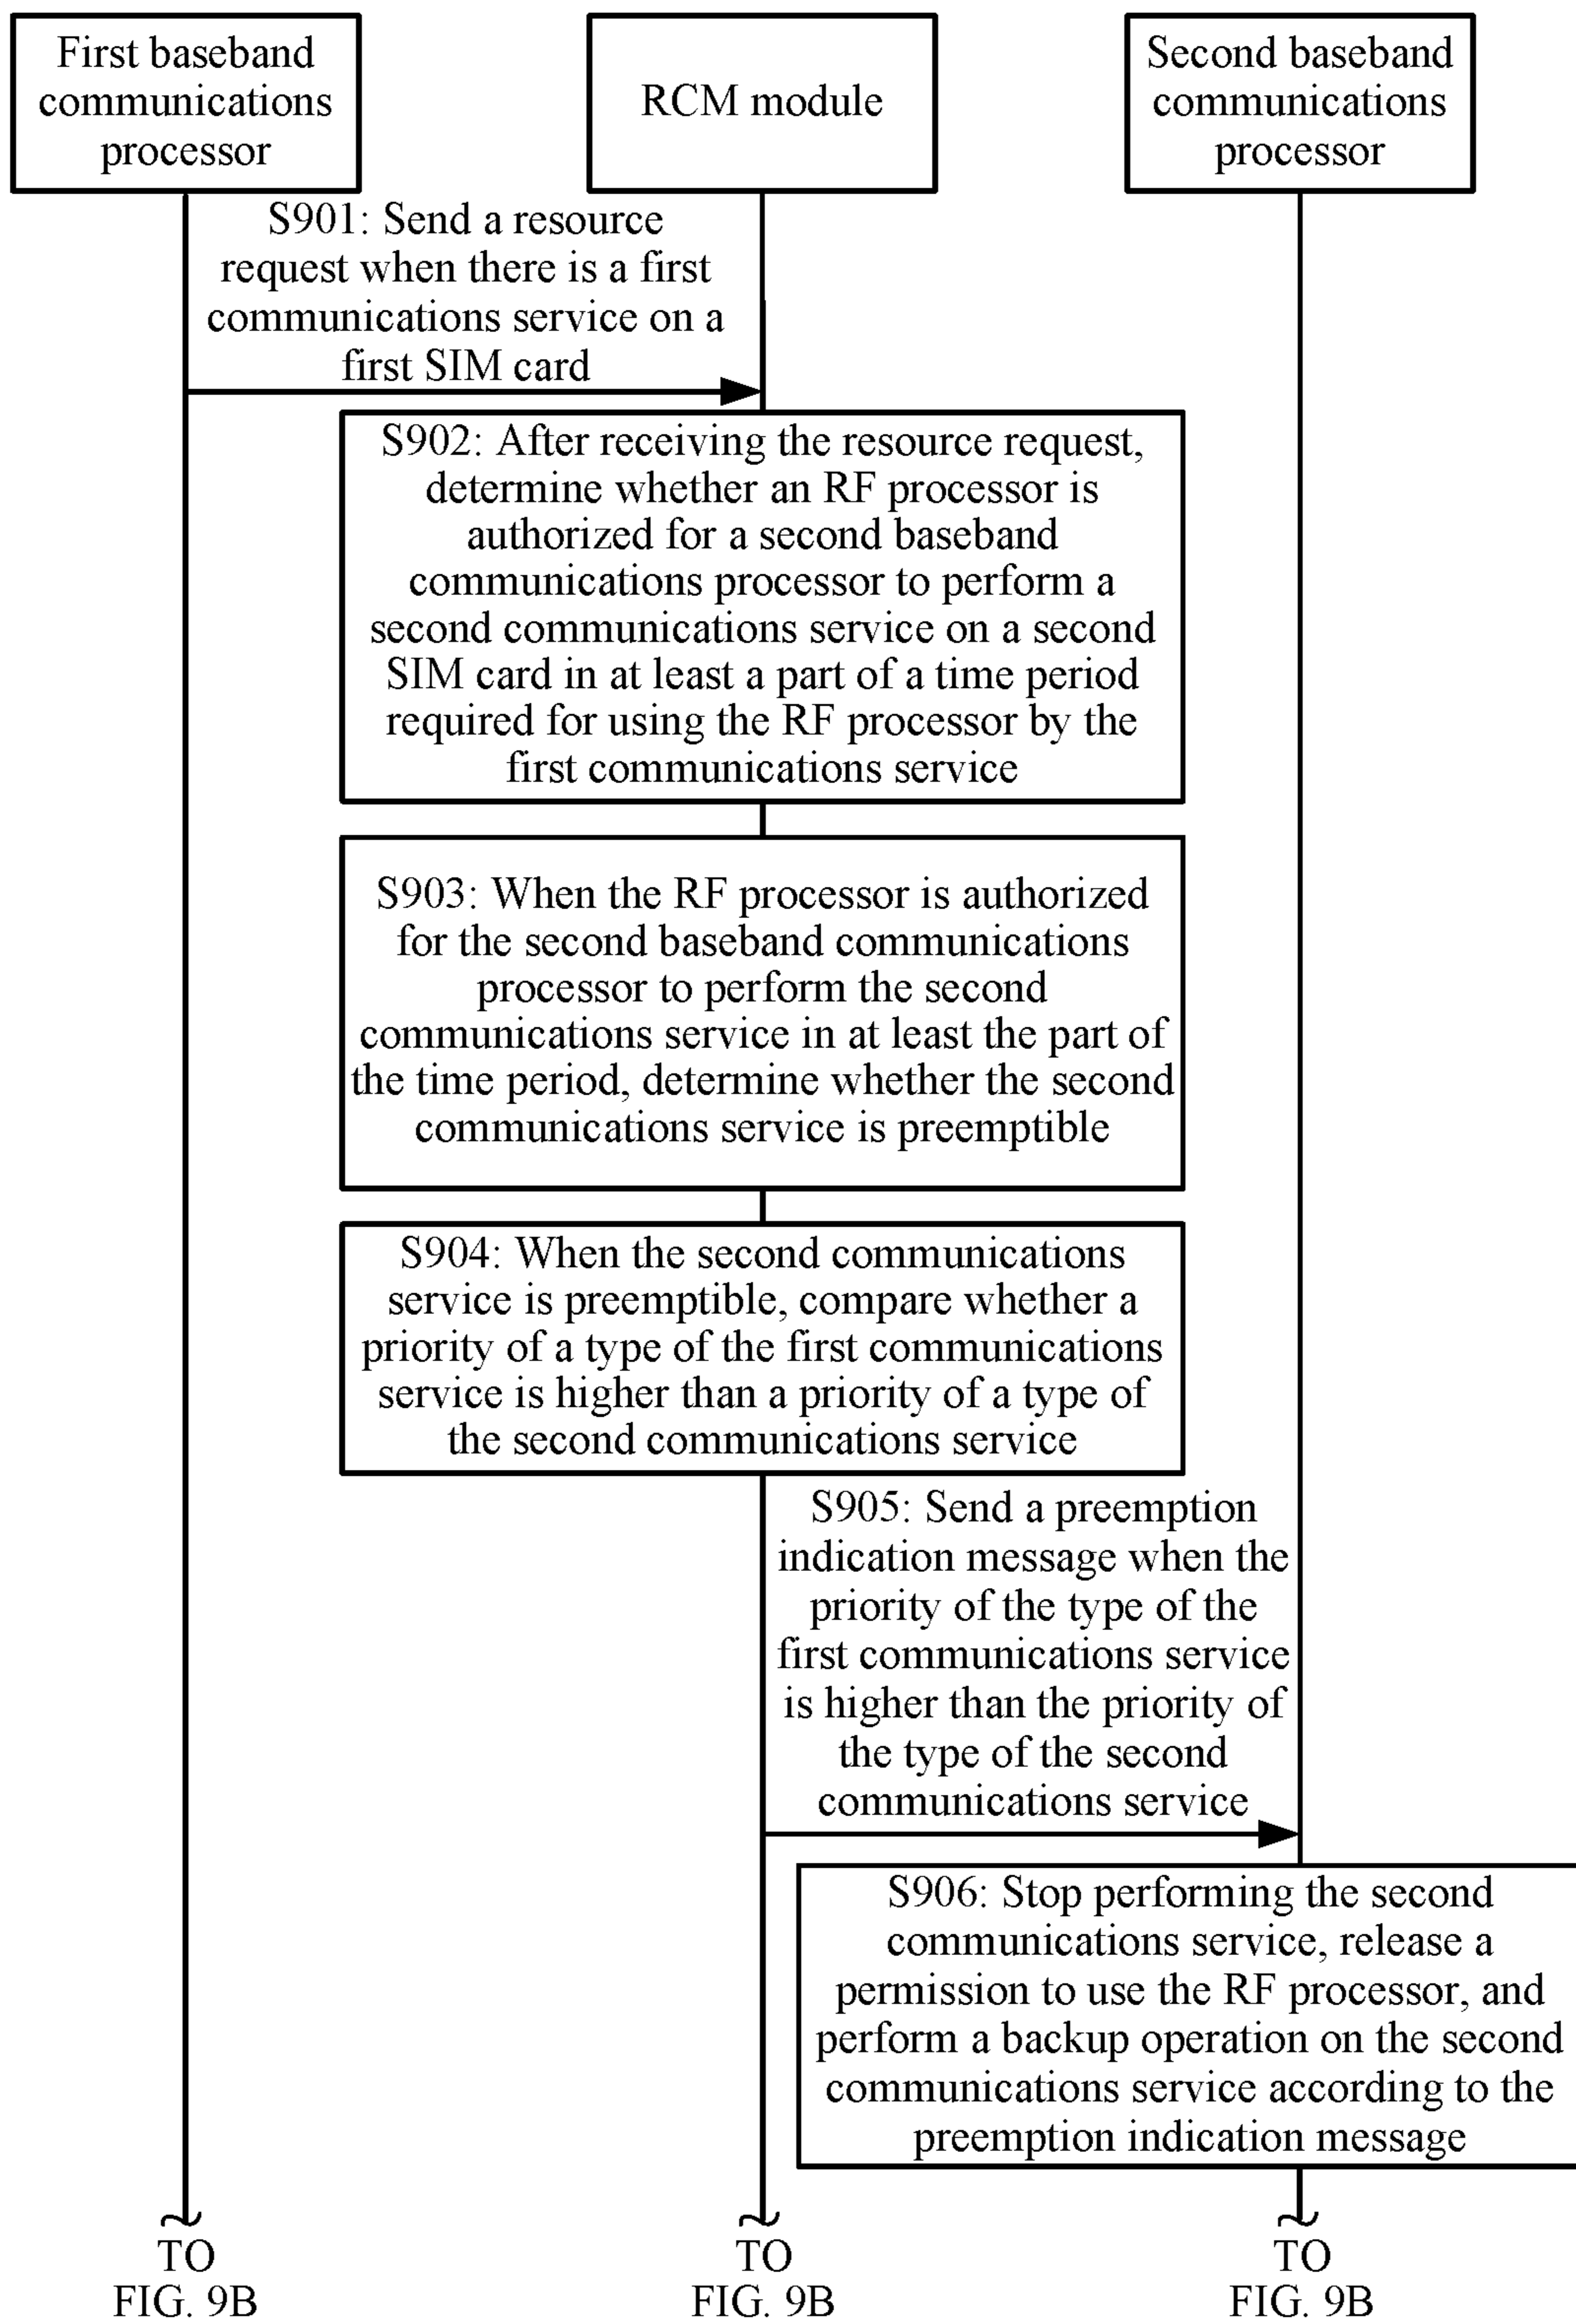 First baseband
communications
processor
RCM module
Second baseband
communications
processor
S901: Send a resource
request when there is a first
communications service on a
first SIM card
S902: After receiving the resource request,
determine whether an RF processor is
authorized for a second baseband
communications processor to perform a
second communications service on a second
SIM card in at least a part of a time period
required for using the RF processor by the
first communications service
S903: When the RF processor is authorized
for the second baseband communications
processor to perform the second
communications service in at least the part of
the time period, determine whether the second
communications service is preemptible
S904: When the second communications
service is preemptible, compare whether a
priority of a type of the first communications
service is higher than a priority of a type of
the second communications service
S905: Send a preemption
indication message when the
priority of the type of the
first communications service
is higher than the priority of
the type of the second
communications service
S906: Stop performing the second
communications service, release a
permission to use the RF processor, and
perform a backup operation on the second
communications service according to the
preemption indication message
TO
FIG. 9B
TO
FIG. 9B
TO
FIG. 9B